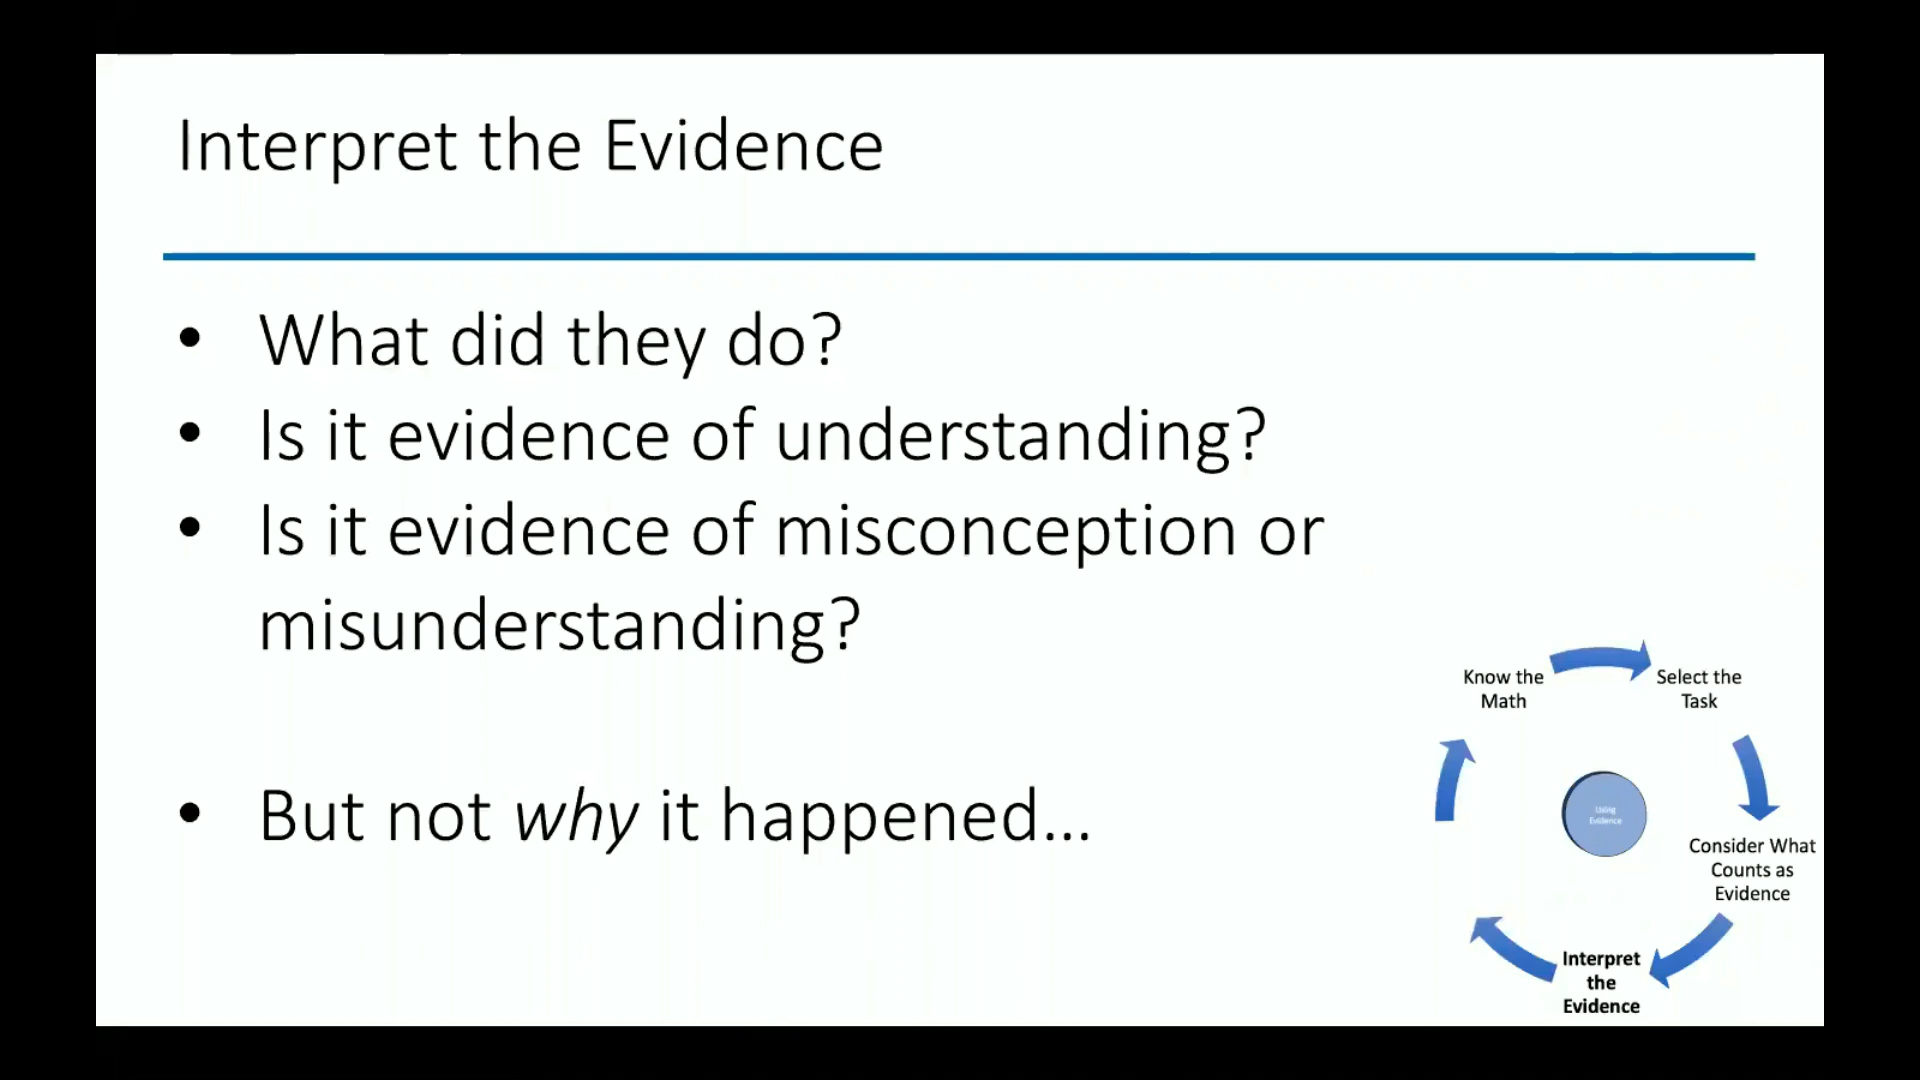 Interpret the Evidence
• What did they do?
• Is it evidence of understanding?
• Is it evidence of misconception or
misunderstanding?
• But not why it happened...
Know the
Math
Select the
Task
Using
Evidence
Consider What
Counts as
Evidence
Interpret
the
Evidence